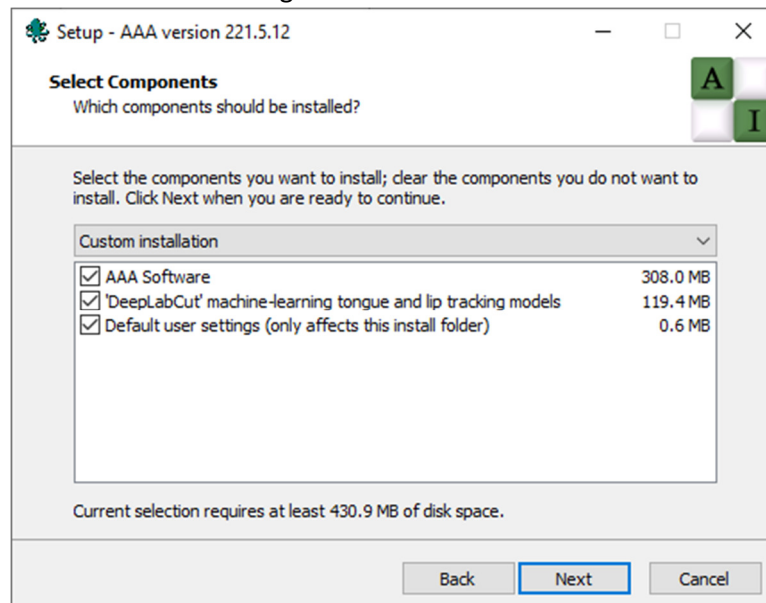 Setup - AAA version 221.5.12
Select Components
Which components should be installed?
A
I
Select the components you want to install; clear the components you do not want to
install. Click Next when you are ready to continue.
Custom installation
AAA Software 308.0 MB
'DeepLabCut' machine-learning tongue and lip tracking models 119.4 MB
Default user settings (only affects this install folder) 0.6 MB
Current selection requires at least 430.9 MB of disk space.
Back Next Cancel